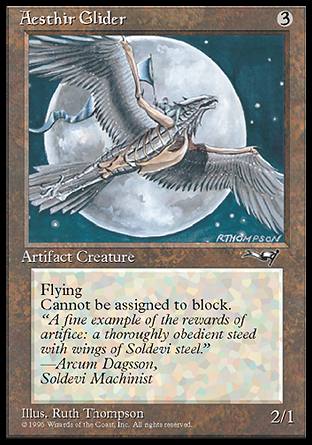 Aesthir Glider 3
R.THOMPSON
Artifact Creature
Flying
Cannot be assigned to block.
"A fine example of the rewards of
artifice: a thoroughly obedient steed
with wings of Soldevi steel."
—Arcum Dagsson,
Soldevi Machinist
Illus. Ruth Thompson
©1996 Wizards of the Coast, Inc. All rights reserved.
2/1